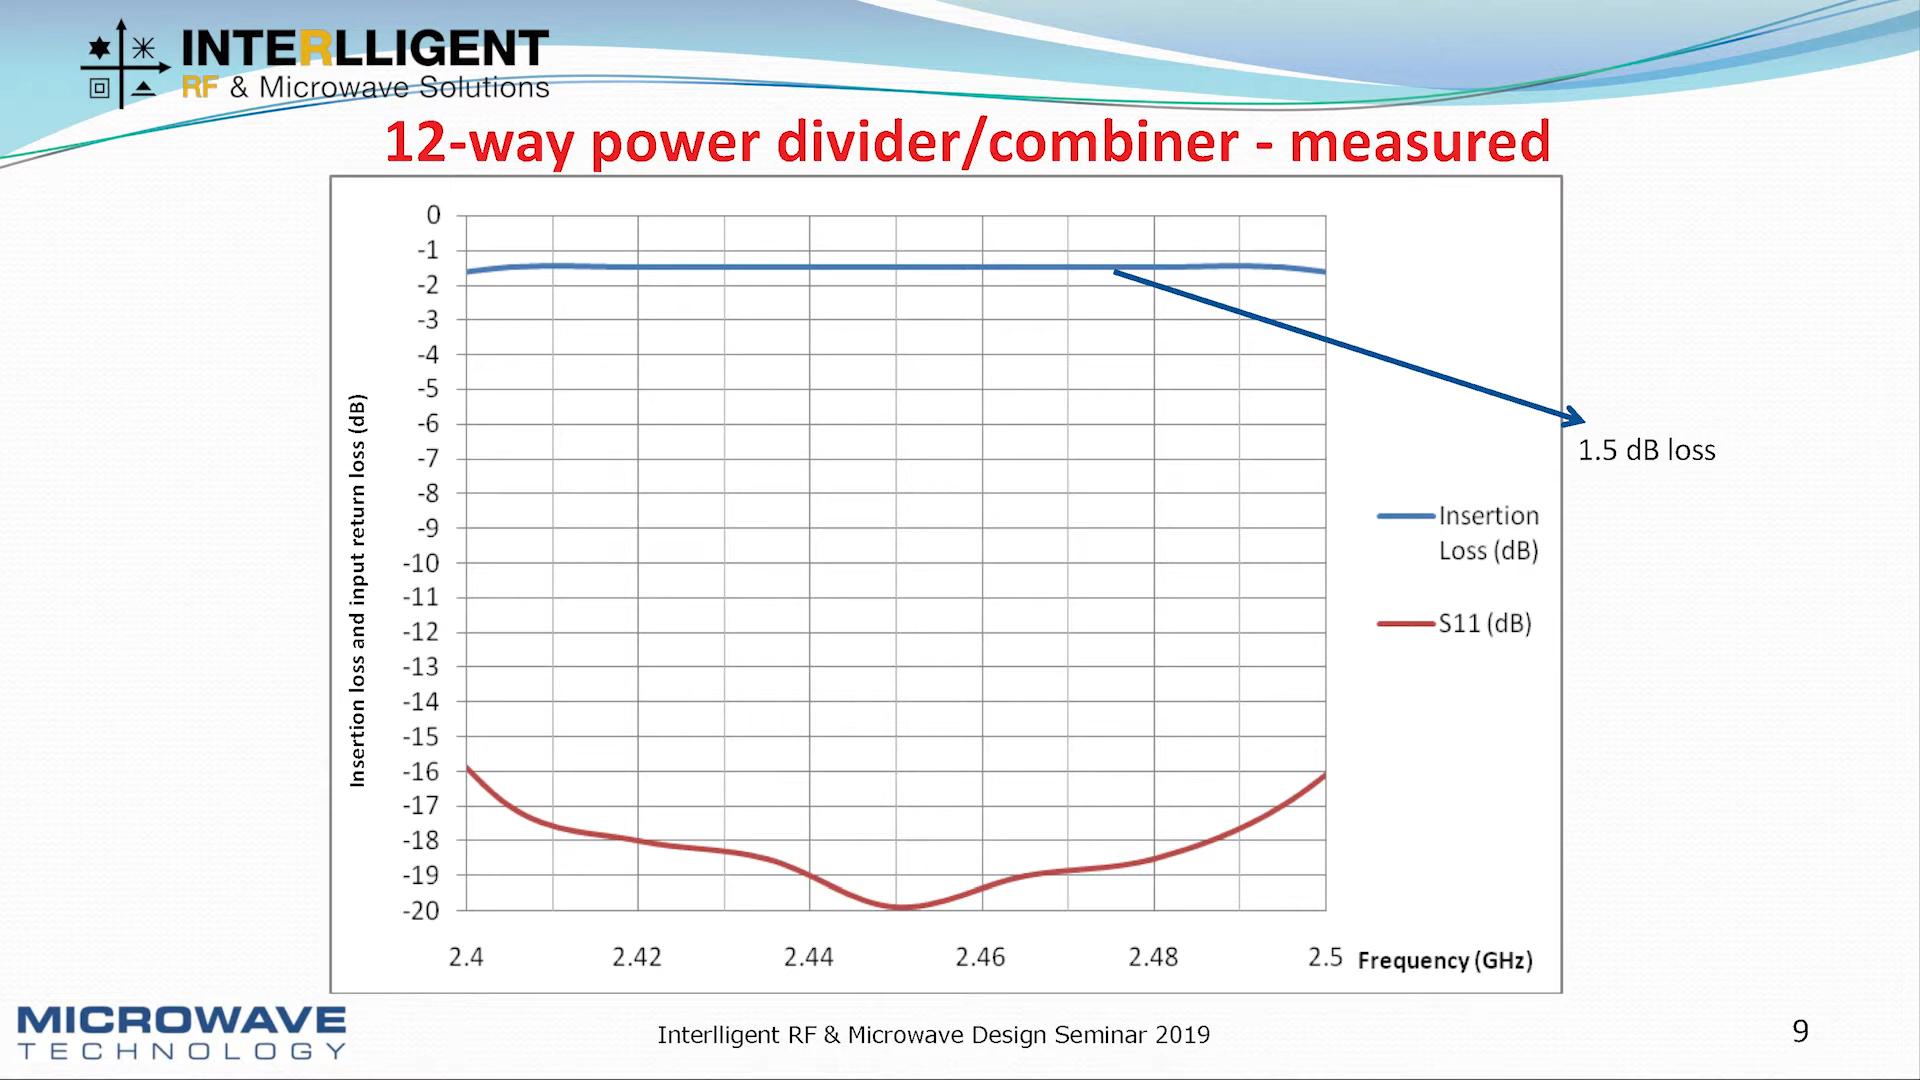 INTERLLIGENT
RF & Microwave Solutions
12-way power divider/combiner - measured
Insertion loss and input return loss (dB)
0
-1
-2
-3
-4
-5
-6
-7
-8
-9
-10
-11
-12
-13
-14
-15
-16
-17
-18
-19
-20
1.5 dB loss
Insertion
Loss (dB)
S11 (dB)
2.4 2.42 2.44 2.46 2.48 2.5 Frequency (GHz)
MICROWAVE
TECHNOLOGY
Interlligent RF & Microwave Design Seminar 2019
9